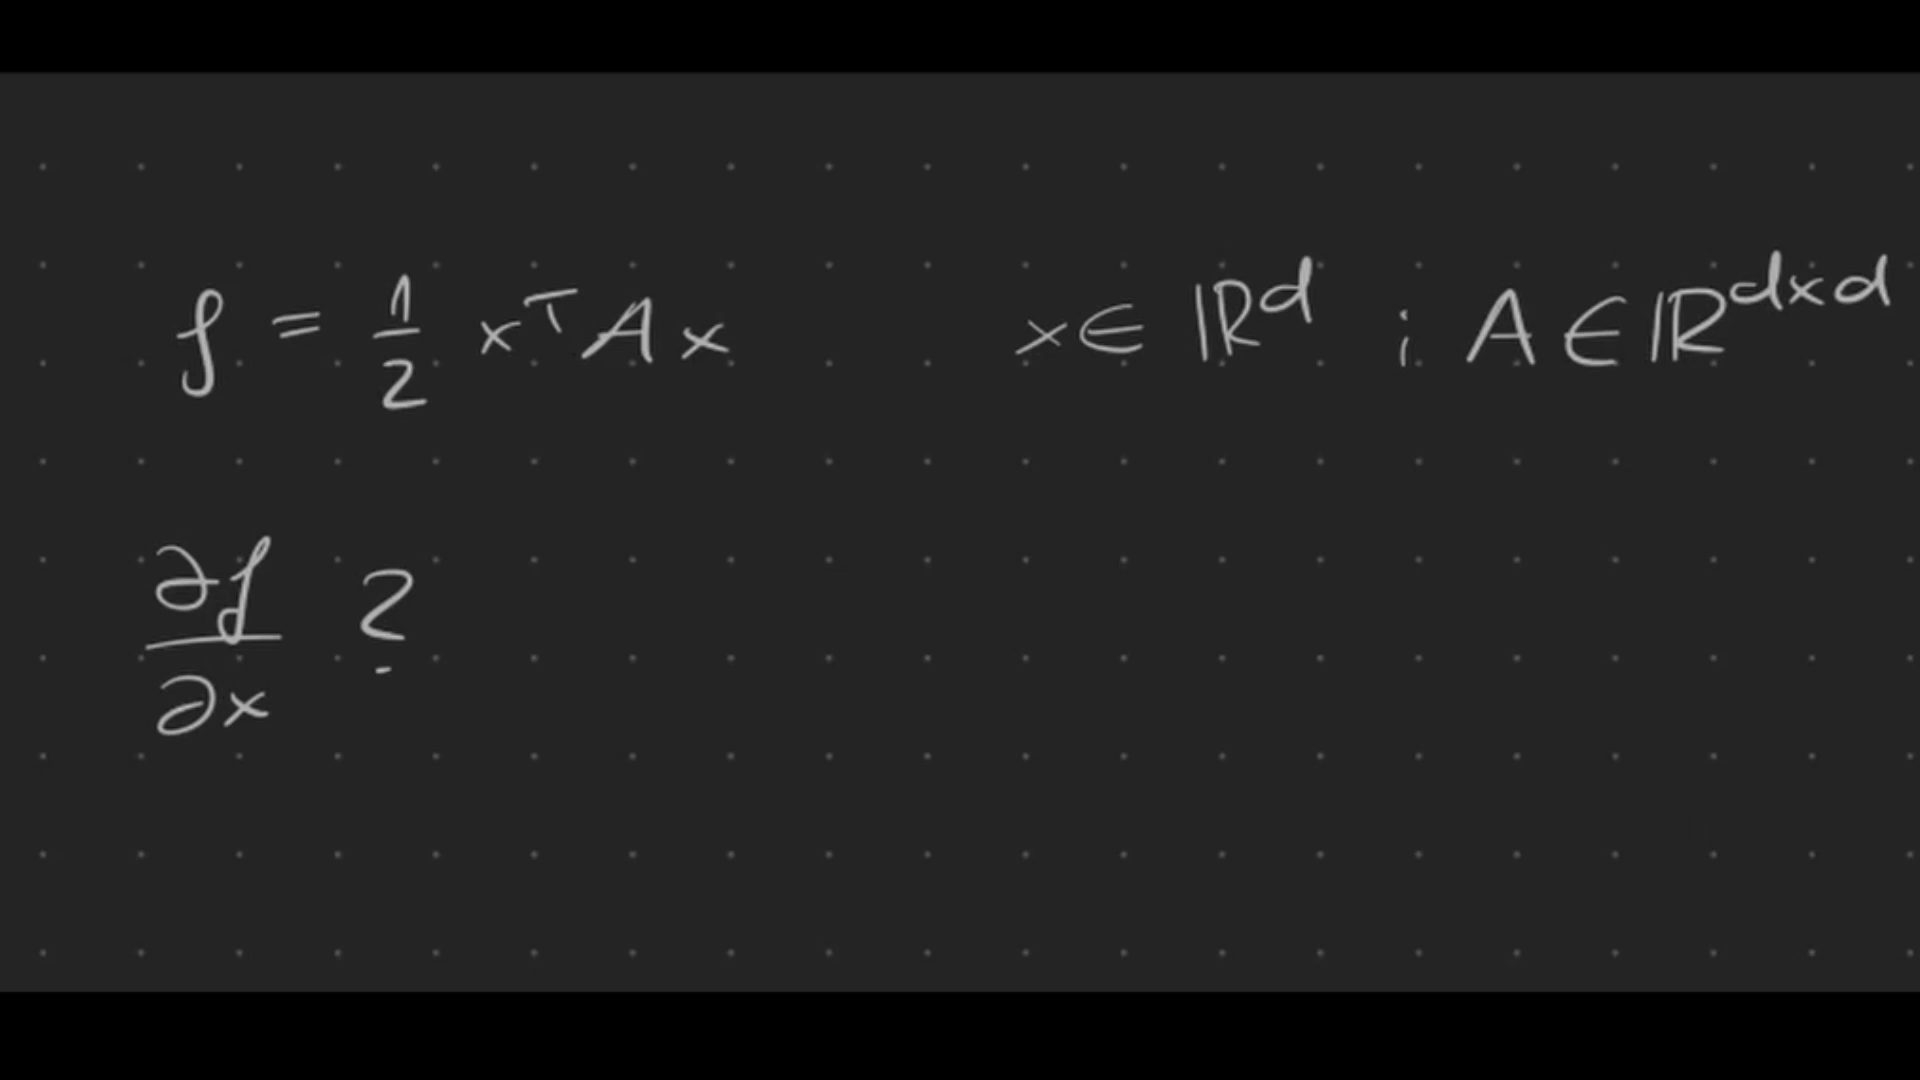 f = 1/2 xᵀAx x ∈ ℝᵈ ; A ∈ ℝᵈˣᵈ
∂f/∂x ?